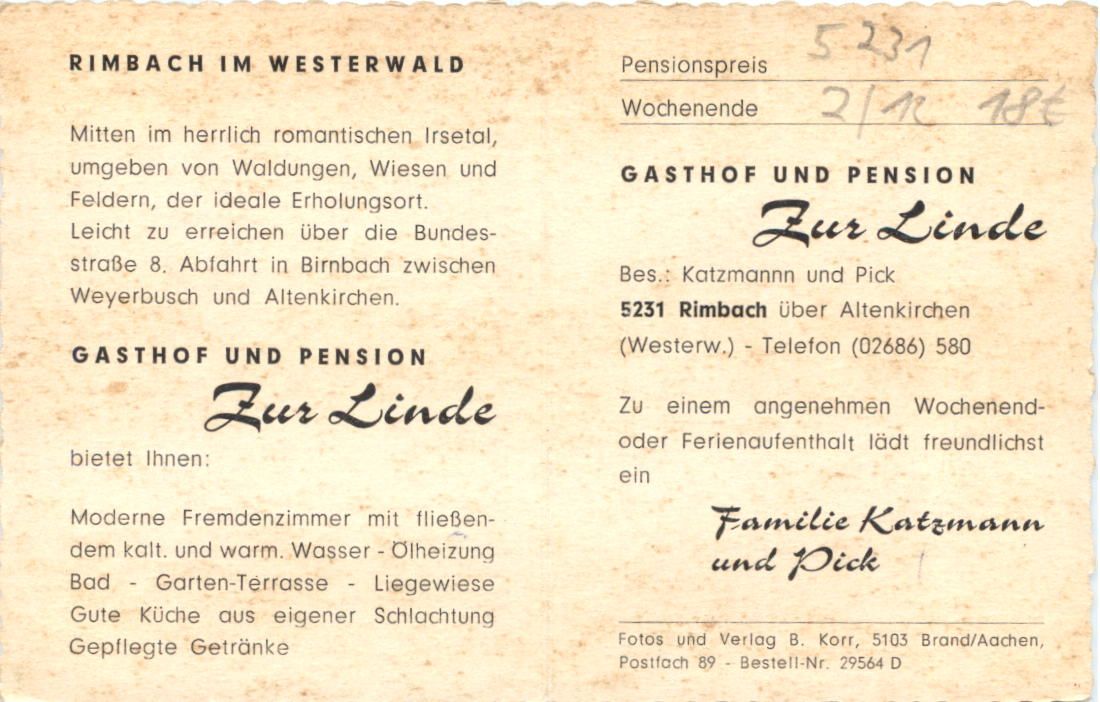 RIMBACH IM WESTERWALD
Mitten im herrlich romantischen Irsetal,
umgeben von Waldungen, Wiesen und
Feldern, der ideale Erholungsort.
Leicht zu erreichen über die Bundes-
straße 8. Abfahrt in Birnbach zwischen
Weyerbusch und Altenkirchen.
GASTHOF UND PENSION
Zur Linde
bietet Ihnen:
Moderne Fremdenzimmer mit fließen-
dem kalt. und warm. Wasser - Ölheizung
Bad - Garten-Terrasse - Liegewiese
Gute Küche aus eigener Schlachtung
Gepflegte Getränke
Pensionspreis 5231
Wochenende 2/12 18€
GASTHOF UND PENSION
Zur Linde
Bes.: Katzmannn und Pick
5231 Rimbach über Altenkirchen
(Westerw.) - Telefon (02686) 580
Zu einem angenehmen Wochenend-
oder Ferienaufenthalt lädt freundlichst
ein
Familie Katzmann
und Pick
Fotos und Verlag B. Korr, 5103 Brand/Aachen,
Postfach 89 - Bestell-Nr. 29564 D